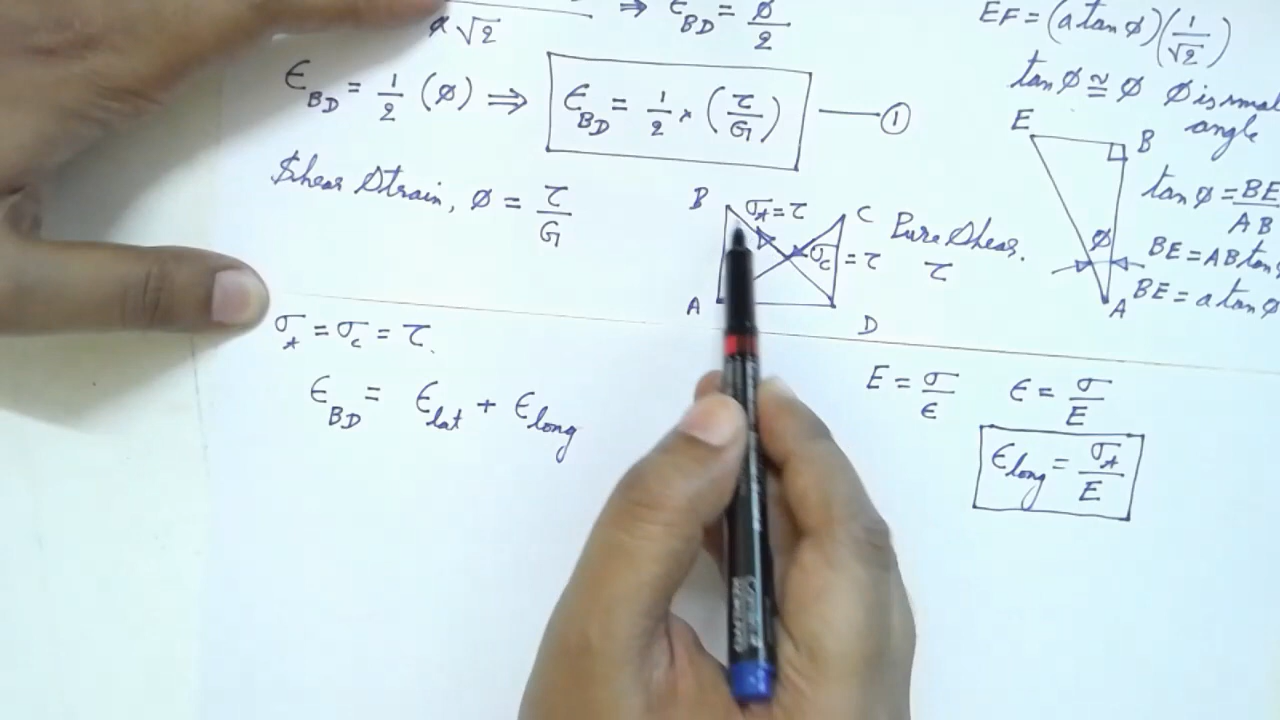 a√2 ⇒ ϵ_BD = ø/2
ϵ_BD = 1/2 (ø) ⇒ ϵ_BD = 1/2 × (τ/G) — ①
Shear Strain, ø = τ/G
B σ_t = τ C Pure Shear.
σ_c = τ τ
A D
σ_t = σ_c = τ.
ϵ_BD = ϵ_lat + ϵ_long
E = σ/ϵ ϵ = σ/E
ϵ_long = σ_t/E
EF = (a tan ø)(1/√2)
tan ø ≅ ø ø is small
angle
E B
tan ø = BE/AB
ø BE = AB tan ø
A BE = a tan ø